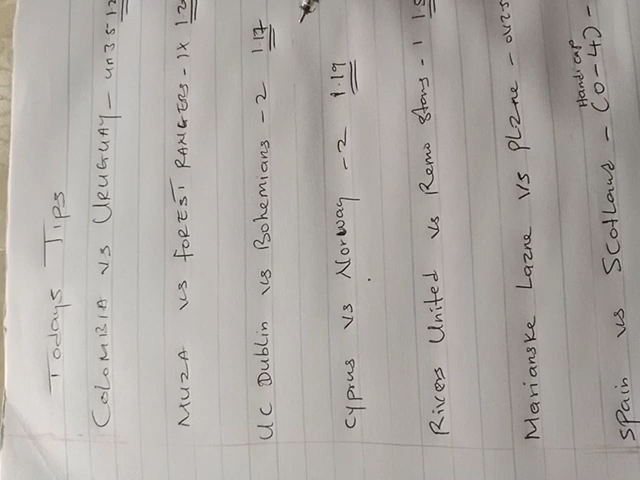 Todays Tips
COLOMBIA VS URUGUAY - un35
MUZA VS FOREST RANGERS - 1X
UC Dublin vs Bohemians - 2 1.17
Cyprus vs Norway - 2 1.19
Rivers United vs Remo Stars - 1
Marianske Lazne vs Plzne - over
Handicap
Spain vs Scotland - (0-4) -